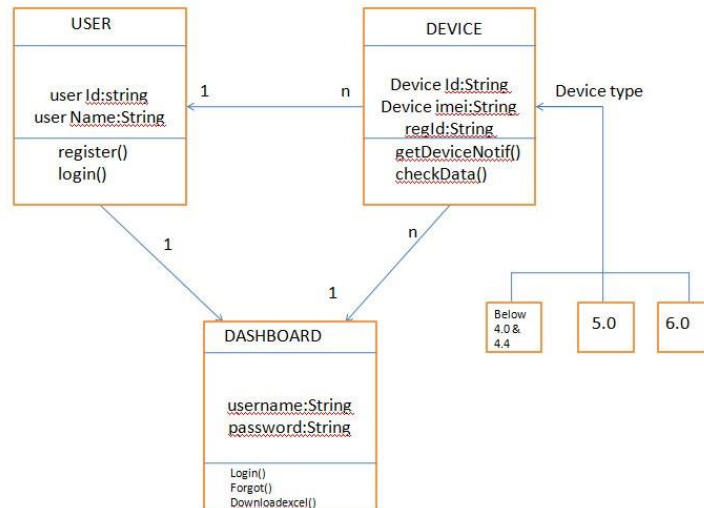 USER
user Id:string
user Name:String
register()
login()
1
n
DEVICE
Device Id:String
Device imei:String
regId:String
getDeviceNotif()
checkData()
Device type
1
n
1
Below
4.0 &
4.4
5.0
6.0
DASHBOARD
username:String
password:String
Login()
Forgot()
Downloadexcel()